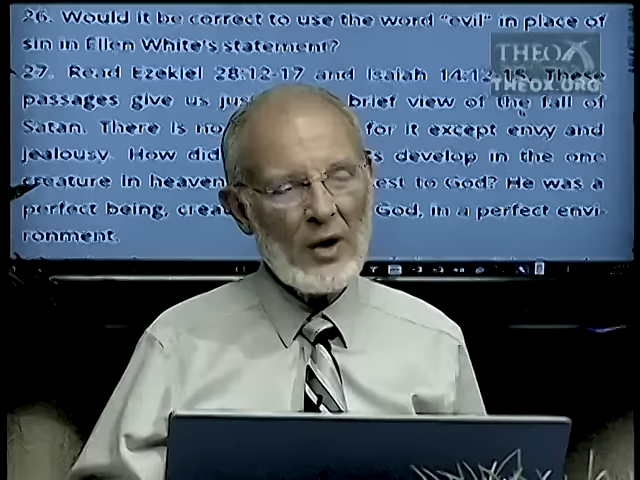 26. Would it be correct to use the word "evil" in place of
sin in Ellen White's statement?
THEOX
27. Read Ezekiel 28:12-17 and Isaiah 14:12-15. These
THEOX.ORG
passages give us brief view of the fall of
Satan. There is no for it except envy and
jealousy. How did develop in the one
creature in heaven to God? He was a
perfect being, God, in a perfect envi-
ronment.